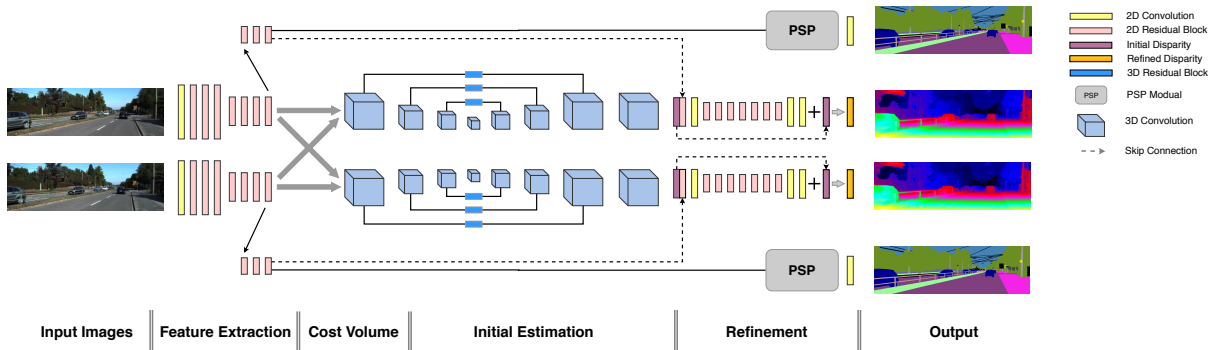 PSP
2D Convolution
2D Residual Block
Initial Disparity
Refined Disparity
3D Residual Block
PSP PSP Modual
3D Convolution
Skip Connection
+
+
PSP
Input Images Feature Extraction Cost Volume Initial Estimation Refinement Output